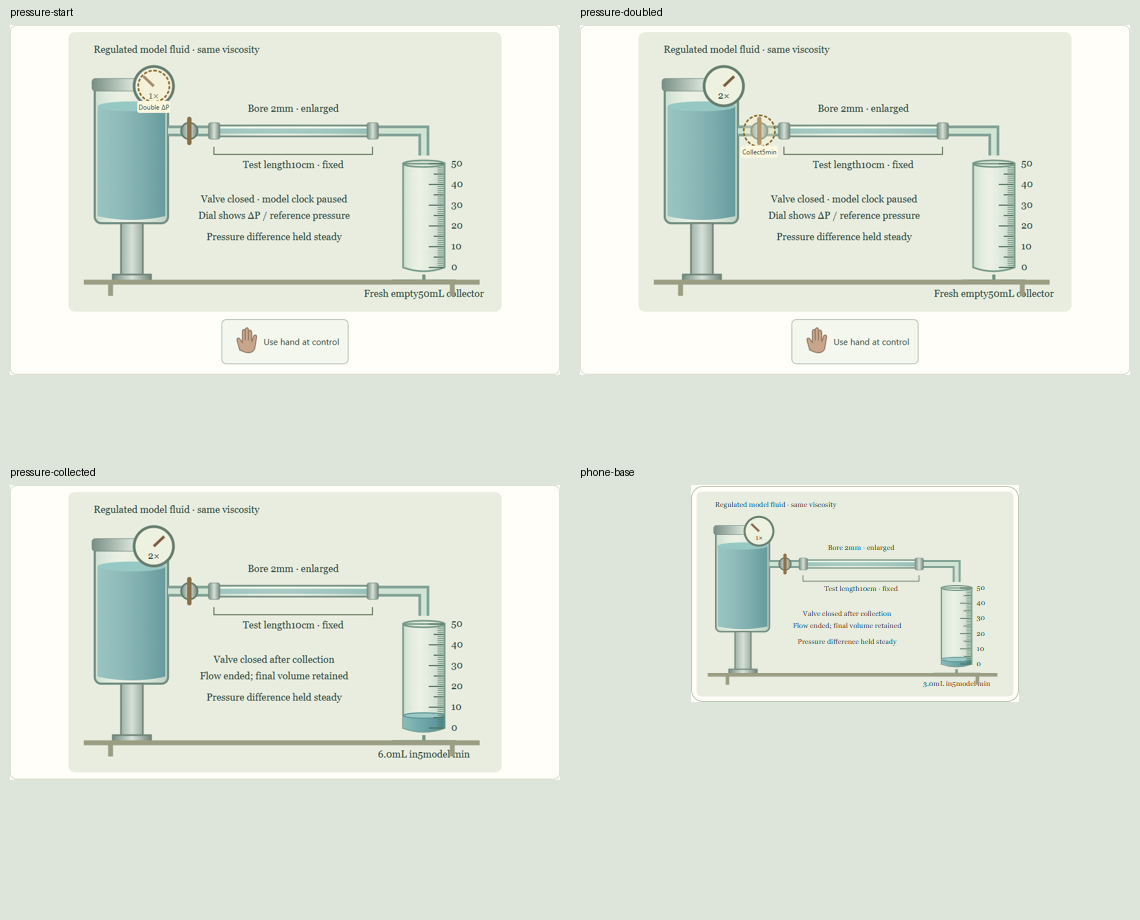 pressure-start
Regulated model fluid · same viscosity
1×
Double ΔP
Bore 2mm · enlarged
Test length10cm · fixed
50
40
30
20
10
0
Valve closed · model clock paused
Dial shows ΔP / reference pressure
Pressure difference held steady
Fresh empty50mL collector
Use hand at control
pressure-doubled
Regulated model fluid · same viscosity
2×
Collect5min
Bore 2mm · enlarged
Test length10cm · fixed
50
40
30
20
10
0
Valve closed · model clock paused
Dial shows ΔP / reference pressure
Pressure difference held steady
Fresh empty50mL collector
Use hand at control
pressure-collected
Regulated model fluid · same viscosity
2×
Bore 2mm · enlarged
Test length10cm · fixed
50
40
30
20
10
0
Valve closed after collection
Flow ended; final volume retained
Pressure difference held steady
6.0mL in5model min
phone-base
Regulated model fluid · same viscosity
1×
Bore 2mm · enlarged
Test length10cm · fixed
50
40
30
20
10
0
Valve closed after collection
Flow ended; final volume retained
Pressure difference held steady
3.0mL in5model min